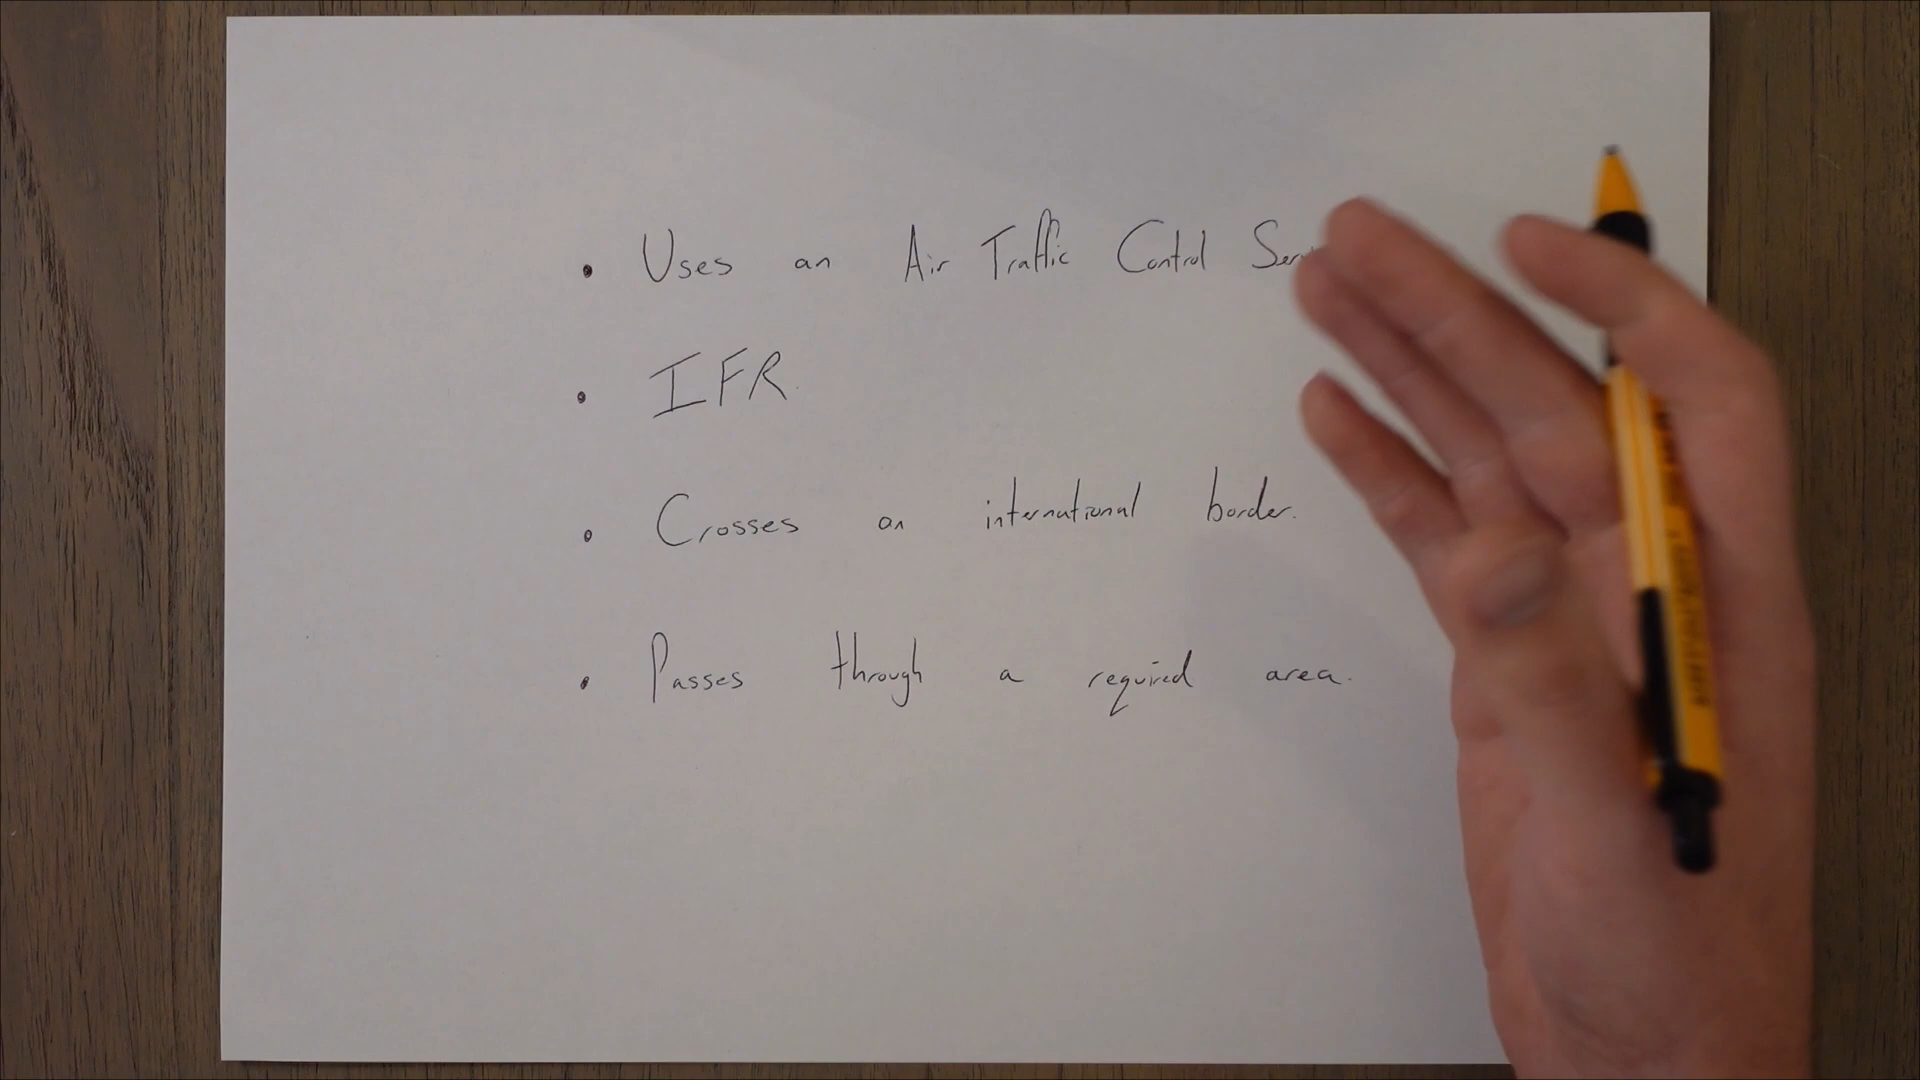 • Uses an Air Traffic Control
• IFR
• Crosses an international border.
• Passes through a required area.